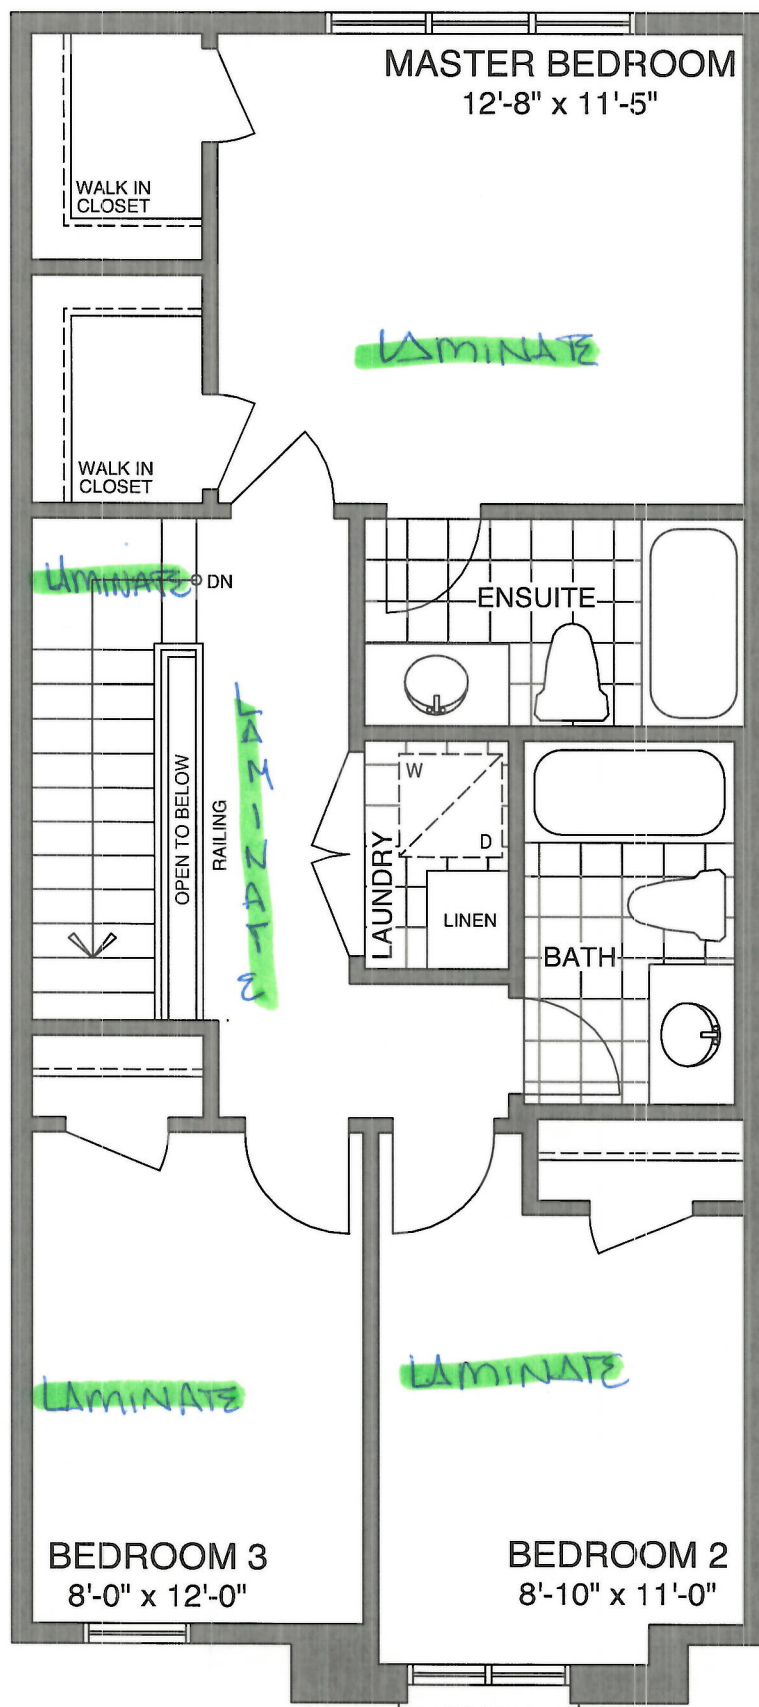 MASTER BEDROOM
12'-8" x 11'-5"
WALK IN
CLOSET
LAMINATE
WALK IN
CLOSET
LAMINATE
DN
ENSUITE
LAMINATE
OPEN TO BELOW
RAILING
W
D
LAUNDRY
LINEN
BATH
LAMINATE
LAMINATE
BEDROOM 3
8'-0" x 12'-0"
BEDROOM 2
8'-10" x 11'-0"